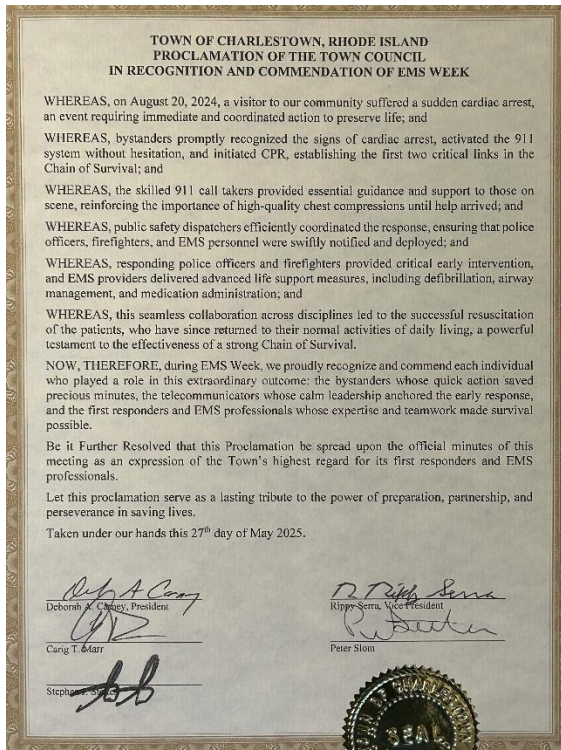 TOWN OF CHARLESTOWN, RHODE ISLAND
PROCLAMATION OF THE TOWN COUNCIL
IN RECOGNITION AND COMMENDATION OF EMS WEEK
WHEREAS, on August 20, 2024, a visitor to our community suffered a sudden cardiac arrest,
an event requiring immediate and coordinated action to preserve life; and
WHEREAS, bystanders promptly recognized the signs of cardiac arrest, activated the 911
system without hesitation, and initiated CPR, establishing the first two critical links in the
Chain of Survival; and
WHEREAS, the skilled 911 call takers provided essential guidance and support to those on
scene, reinforcing the importance of high-quality chest compressions until help arrived; and
WHEREAS, public safety dispatchers efficiently coordinated the response, ensuring that police
officers, firefighters, and EMS personnel were swiftly notified and deployed; and
WHEREAS, responding police officers and firefighters provided critical early intervention,
and EMS providers delivered advanced life support measures, including defibrillation, airway
management, and medication administration; and
WHEREAS, this seamless collaboration across disciplines led to the successful resuscitation
of the patients, who have since returned to their normal activities of daily living, a powerful
testament to the effectiveness of a strong Chain of Survival.
NOW, THEREFORE, during EMS Week, we proudly recognize and commend each individual
who played a role in this extraordinary outcome: the bystanders whose quick action saved
precious minutes, the telecommunicators whose calm leadership anchored the early response,
and the first responders and EMS professionals whose expertise and teamwork made survival
possible.
Be it Further Resolved that this Proclamation be spread upon the official minutes of this
meeting as an expression of the Town's highest regard for its first responders and EMS
professionals.
Let this proclamation serve as a lasting tribute to the power of preparation, partnership, and
perseverance in saving lives.
Taken under our hands this 27th day of May 2025.
Deborah A. Carney, President
Rippy Serra, Vice President
Carig T. Marr
Peter Slom
OF CHARLESTOWN
SEAL